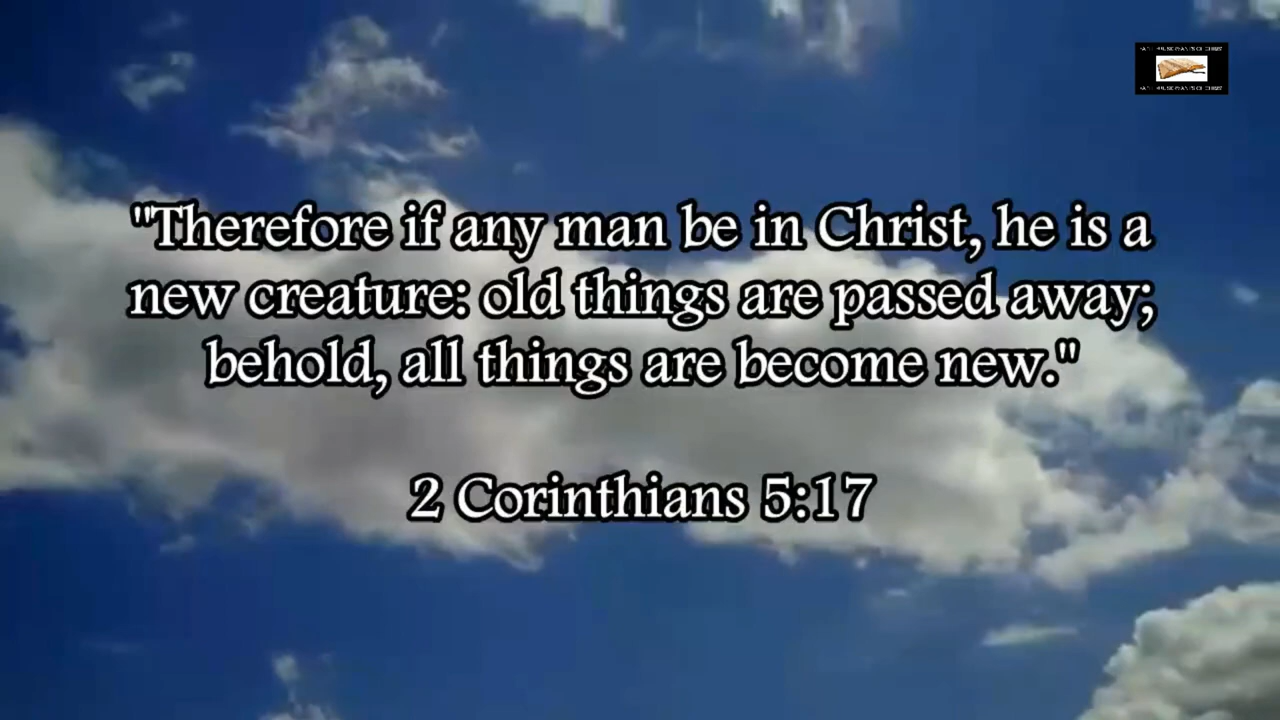 "Therefore if any man be in Christ, he is a
new creature: old things are passed away;
behold, all things are become new."
2 Corinthians 5:17